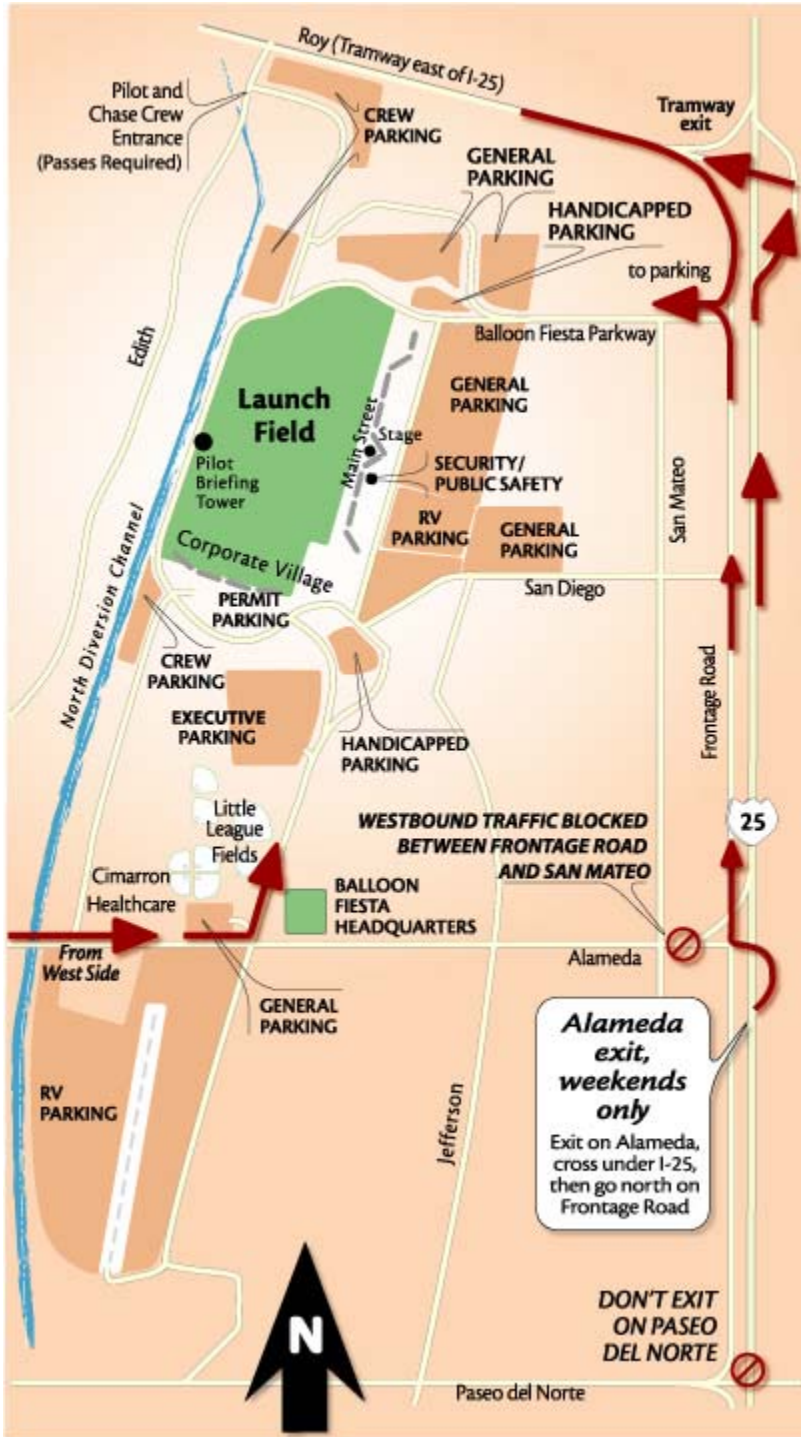 Roy (Tramway east of I-25)
Pilot and
Chase Crew
Entrance
(Passes Required)
CREW
PARKING
Tramway
exit
GENERAL
PARKING
HANDICAPPED
PARKING
to parking
Balloon Fiesta Parkway
Edith
Launch
Field
Main Street
Stage
GENERAL
PARKING
Pilot
Briefing
Tower
SECURITY/
PUBLIC SAFETY
San Mateo
RV
PARKING
GENERAL
PARKING
Corporate Village
San Diego
PERMIT
PARKING
North Diversion Channel
CREW
PARKING
EXECUTIVE
PARKING
HANDICAPPED
PARKING
Frontage Road
Little
League
Fields
WESTBOUND TRAFFIC BLOCKED
BETWEEN FRONTAGE ROAD
AND SAN MATEO
25
Cimarron
Healthcare
BALLOON
FIESTA
HEADQUARTERS
From
West Side
Alameda
GENERAL
PARKING
Alameda
exit,
weekends
only
Exit on Alameda,
cross under I-25,
then go north on
Frontage Road
RV
PARKING
Jefferson
N
DON'T EXIT
ON PASEO
DEL NORTE
Paseo del Norte